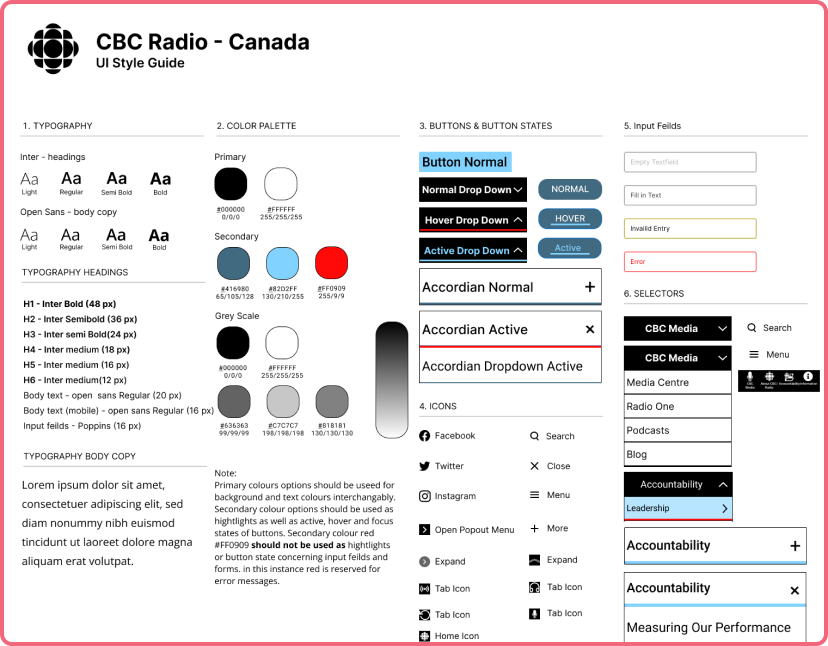 CBC Radio - Canada
UI Style Guide
1. TYPOGRAPHY
Inter - headings
Aa Aa Aa Aa
Light Regular Semi Bold Bold
Open Sans - body copy
Aa Aa Aa Aa
Light Regular Semi Bold Bold
TYPOGRAPHY HEADINGS
H1 - Inter Bold (48 px)
H2 - Inter Semibold (36 px)
H3 - Inter semi Bold(24 px)
H4 - Inter medium (18 px)
H5 - Inter medium (16 px)
H6 - Inter medium(12 px)
Body text - open sans Regular (20 px)
Body text (mobile) - open sans Regular (16 px)
Input feilds - Poppins (16 px)
TYPOGRAPHY BODY COPY
Lorem ipsum dolor sit amet,
consectetuer adipiscing elit, sed
diam nonummy nibh euismod
tincidunt ut laoreet dolore magna
aliquam erat volutpat.
2. COLOR PALETTE
Primary
#000000 #FFFFFF
0/0/0 255/255/255
Secondary
#416980 #82D2FF #FF0909
65/105/128 130/210/255 255/9/9
Grey Scale
#000000 #FFFFFF
0/0/0 255/255/255
#636363 #C7C7C7 #818181
99/99/99 198/198/198 130/130/130
Note:
Primary colours options should be useed for
background and text colours interchangably.
Secondary colour options should be used as
hightlights as well as active, hover and focus
states of buttons. Secondary colour red
#FF0909 should not be used as hightlights
or button state concerning input feilds and
forms. in this instance red is reserved for
error messages.
3. BUTTONS & BUTTON STATES
Button Normal
Normal Drop Down NORMAL
Hover Drop Down HOVER
Active Drop Down Active
Accordian Normal
Accordian Active
Accordian Dropdown Active
4. ICONS
Facebook Search
Twitter Close
Instagram Menu
Open Popout Menu More
Expand Expand
Tab Icon Tab Icon
Tab Icon Tab Icon
Home Icon
5. Input Feilds
Empty Textfield
Fill in Text
Invaild Entry
Error
6. SELECTORS
CBC Media Search
CBC Media Menu
Media Centre
Radio One
Podcasts
Blog
CBC About CBC Accountability Information
Media Radio
Accountability
Leadership
Accountability
Accountability
Measuring Our Performance